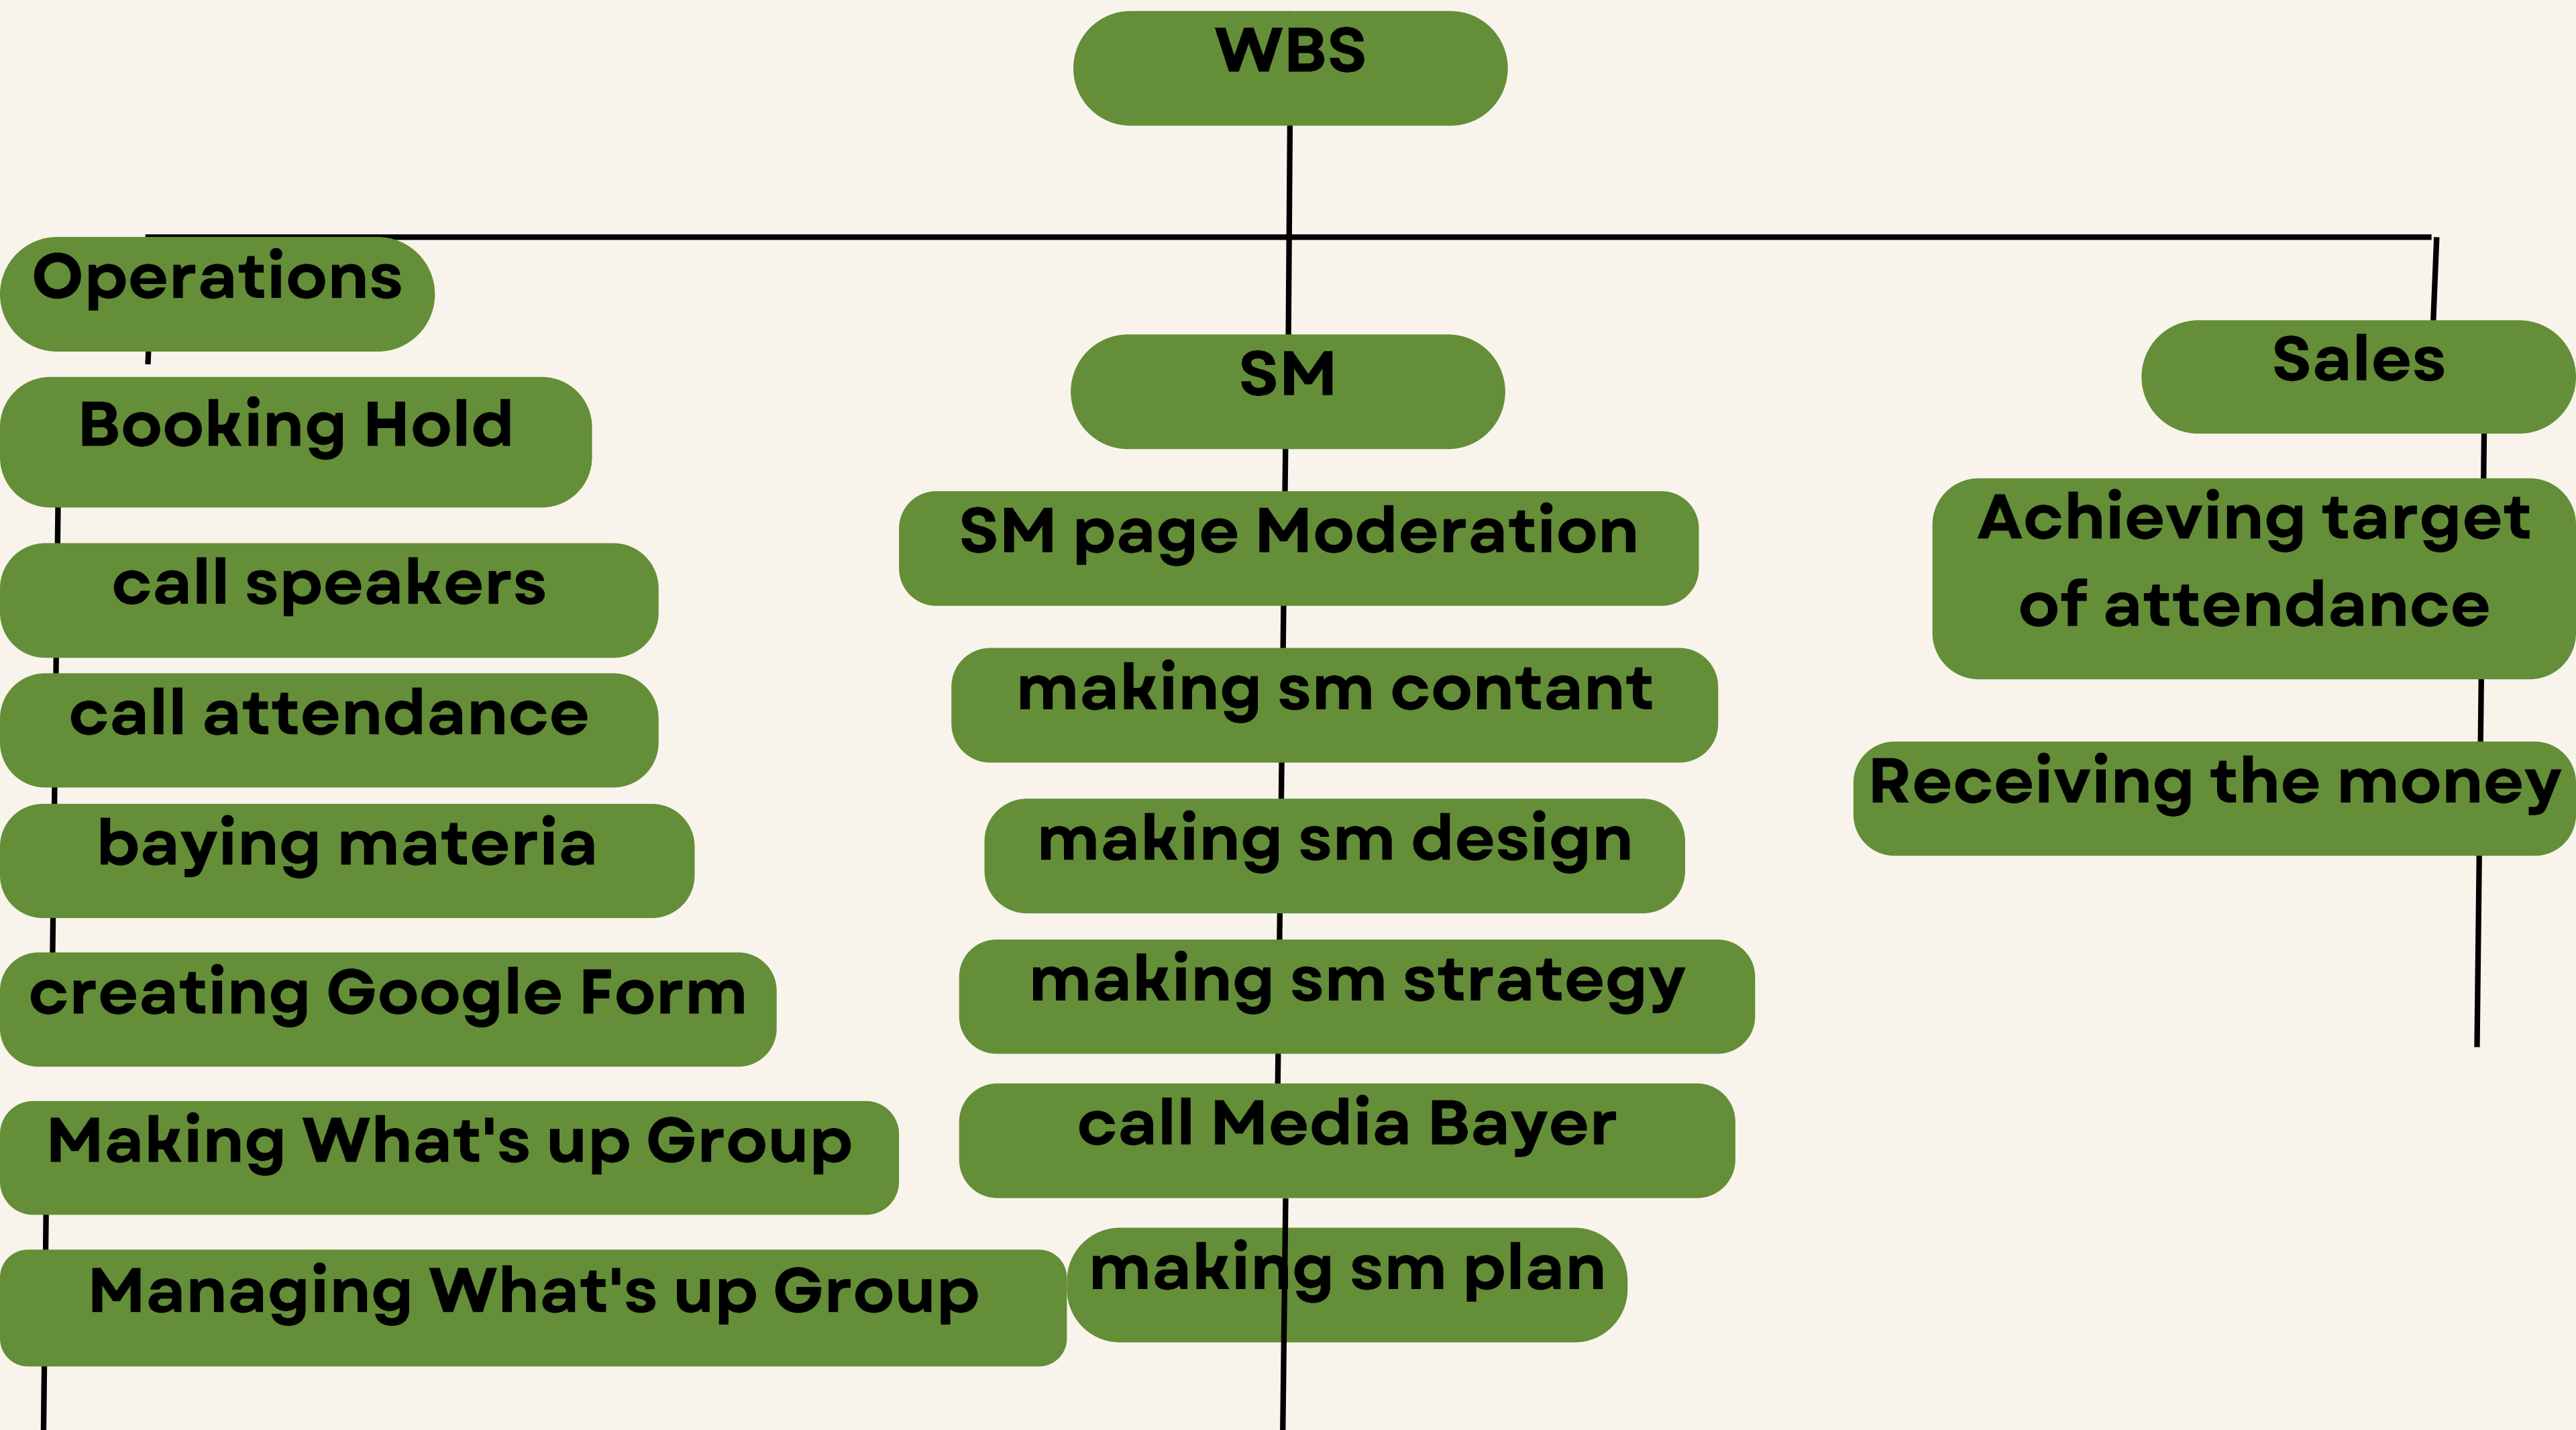 WBS
Operations
Booking Hold
call speakers
call attendance
baying materia
creating Google Form
Making What's up Group
Managing What's up Group
SM
SM page Moderation
making sm contant
making sm design
making sm strategy
call Media Bayer
making sm plan
Sales
Achieving target
of attendance
Receiving the money